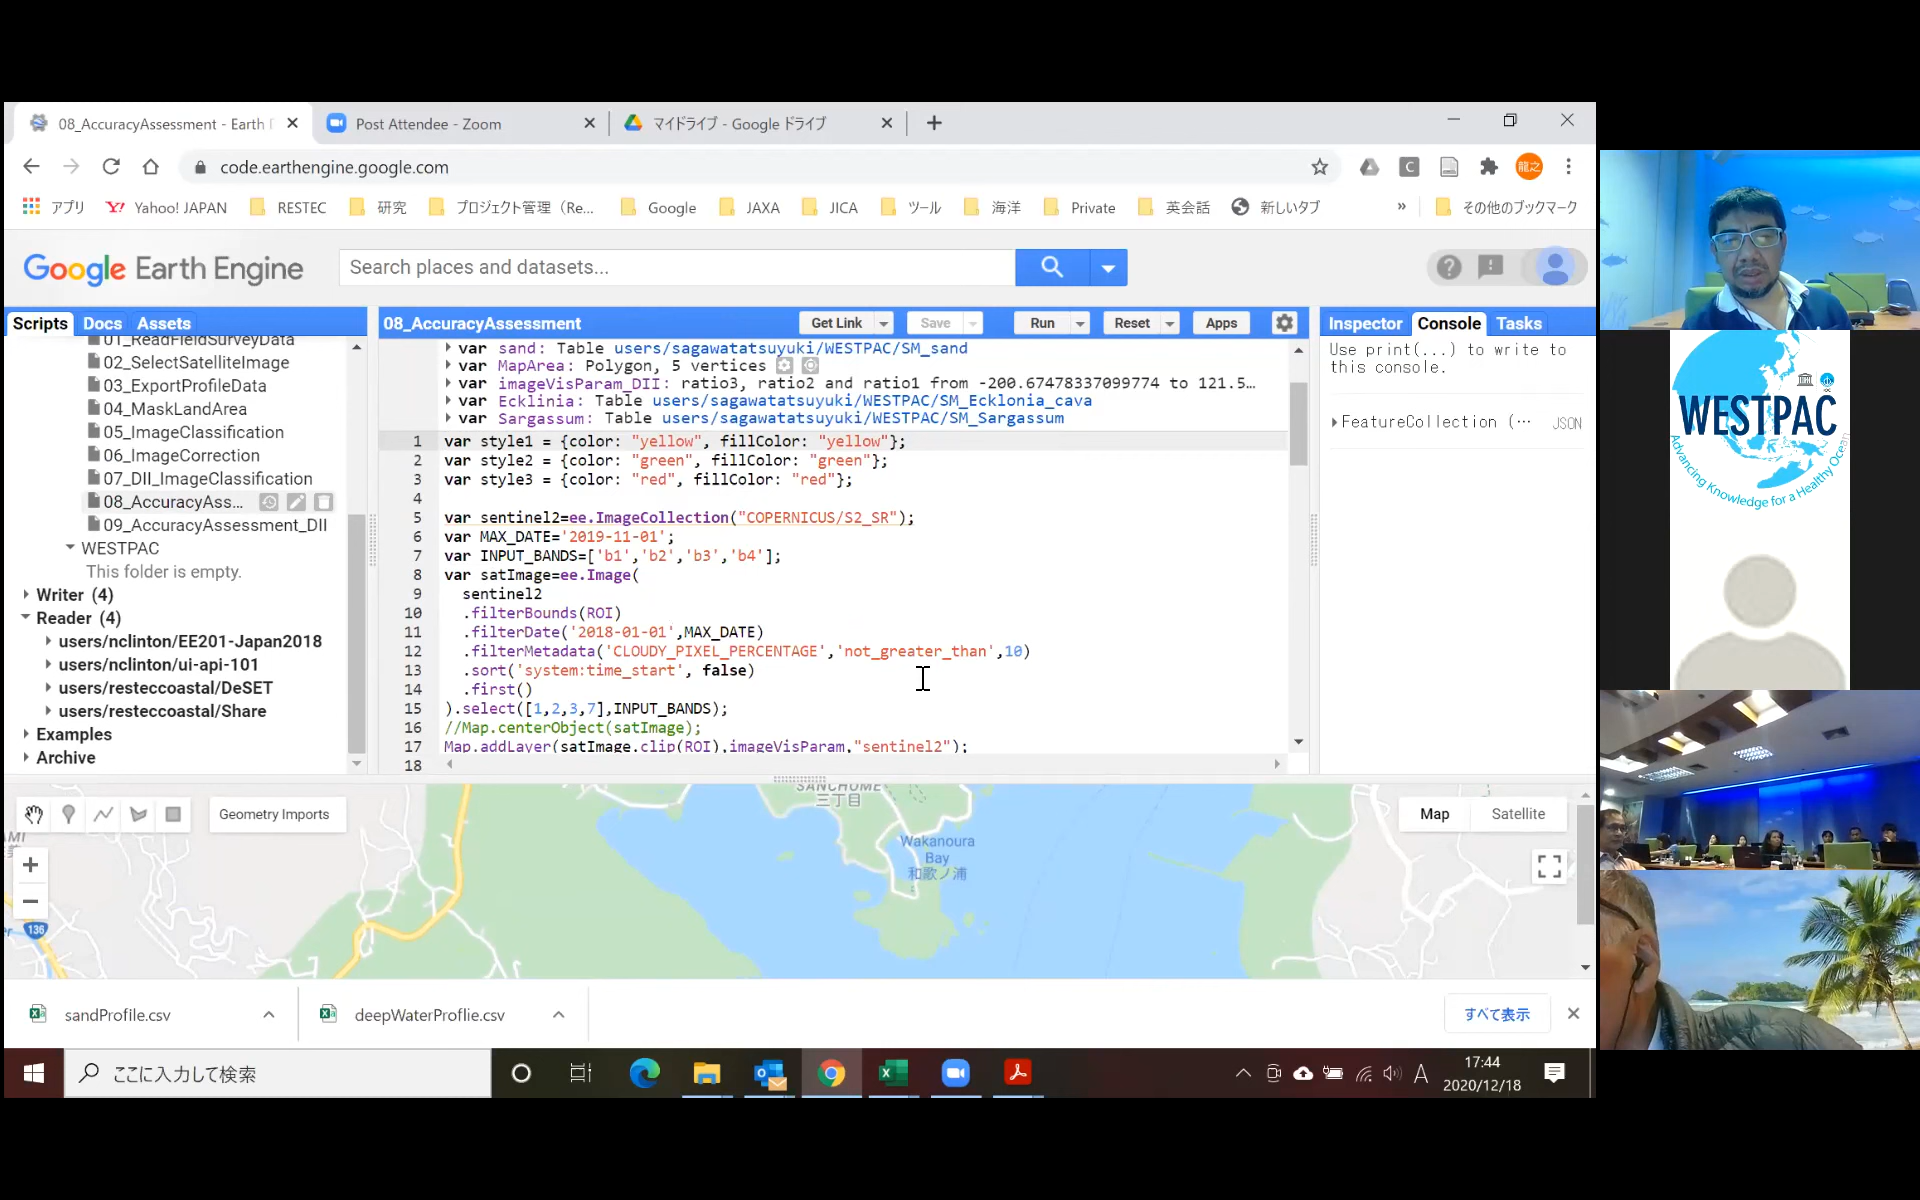 08_AccuracyAssessment - Earth E
Post Attendee - Zoom
マイドライブ - Google ドライブ
code.earthengine.google.com
龍之
アプリ
Yahoo! JAPAN
RESTEC
研究
プロジェクト管理（Re...
Google
JAXA
JICA
ツール
海洋
Private
英会話
新しいタブ
»
その他のブックマーク
Google Earth Engine
Search places and datasets...
Scripts
Docs
Assets
01_ReadFieldSurveyData
02_SelectSatelliteImage
03_ExportProfileData
04_MaskLandArea
05_ImageClassification
06_ImageCorrection
07_DII_ImageClassification
08_AccuracyAss...
09_AccuracyAssessment_DII
WESTPAC
This folder is empty.
Writer (4)
Reader (4)
users/nclinton/EE201-Japan2018
users/nclinton/ui-api-101
users/resteccoastal/DeSET
users/resteccoastal/Share
Examples
Archive
08_AccuracyAssessment
Get Link
Save
Run
Reset
Apps
var sand: Table users/sagawatatsuyuki/WESTPAC/SM_sand
var MapArea: Polygon, 5 vertices
var imageVisParam_DII: ratio3, ratio2 and ratio1 from -200.67478337099774 to 121.5...
var Ecklinia: Table users/sagawatatsuyuki/WESTPAC/SM_Ecklonia_cava
var Sargassum: Table users/sagawatatsuyuki/WESTPAC/SM_Sargassum
1 var style1 = {color: "yellow", fillColor: "yellow"};
2 var style2 = {color: "green", fillColor: "green"};
3 var style3 = {color: "red", fillColor: "red"};
4
5 var sentinel2=ee.ImageCollection("COPERNICUS/S2_SR");
6 var MAX_DATE='2019-11-01';
7 var INPUT_BANDS=['b1','b2','b3','b4'];
8 var satImage=ee.Image(
9 sentinel2
10 .filterBounds(ROI)
11 .filterDate('2018-01-01',MAX_DATE)
12 .filterMetadata('CLOUDY_PIXEL_PERCENTAGE','not_greater_than',10)
13 .sort('system:time_start', false)
14 .first()
15 ).select([1,2,3,7],INPUT_BANDS);
16 //Map.centerObject(satImage);
17 Map.addLayer(satImage.clip(ROI),imageVisParam,"sentinel2");
18
Inspector
Console
Tasks
Use print(...) to write to
this console.
FeatureCollection (…
JSON
Geometry Imports
Map
Satellite
SANCHOME
三丁目
Wakanoura
Bay
和歌ノ浦
136
sandProfile.csv
deepWaterProflie.csv
すべて表示
ここに入力して検索
A
17:44
2020/12/18
WESTPAC
Advancing Knowledge for a Healthy Ocean